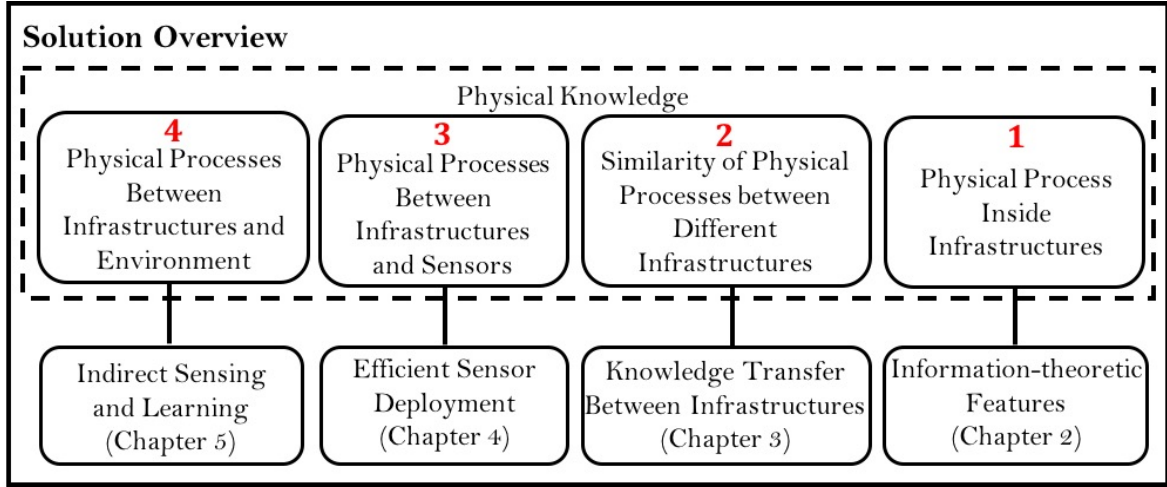 Solution Overview
Physical Knowledge
4
Physical Processes
Between
Infrastructures and
Environment
3
Physical Processes
Between
Infrastructures
and Sensors
2
Similarity of Physical
Processes between
Different
Infrastructures
1
Physical Process
Inside
Infrastructures
Indirect Sensing
and Learning
(Chapter 5)
Efficient Sensor
Deployment
(Chapter 4)
Knowledge Transfer
Between Infrastructures
(Chapter 3)
Information-theoretic
Features
(Chapter 2)